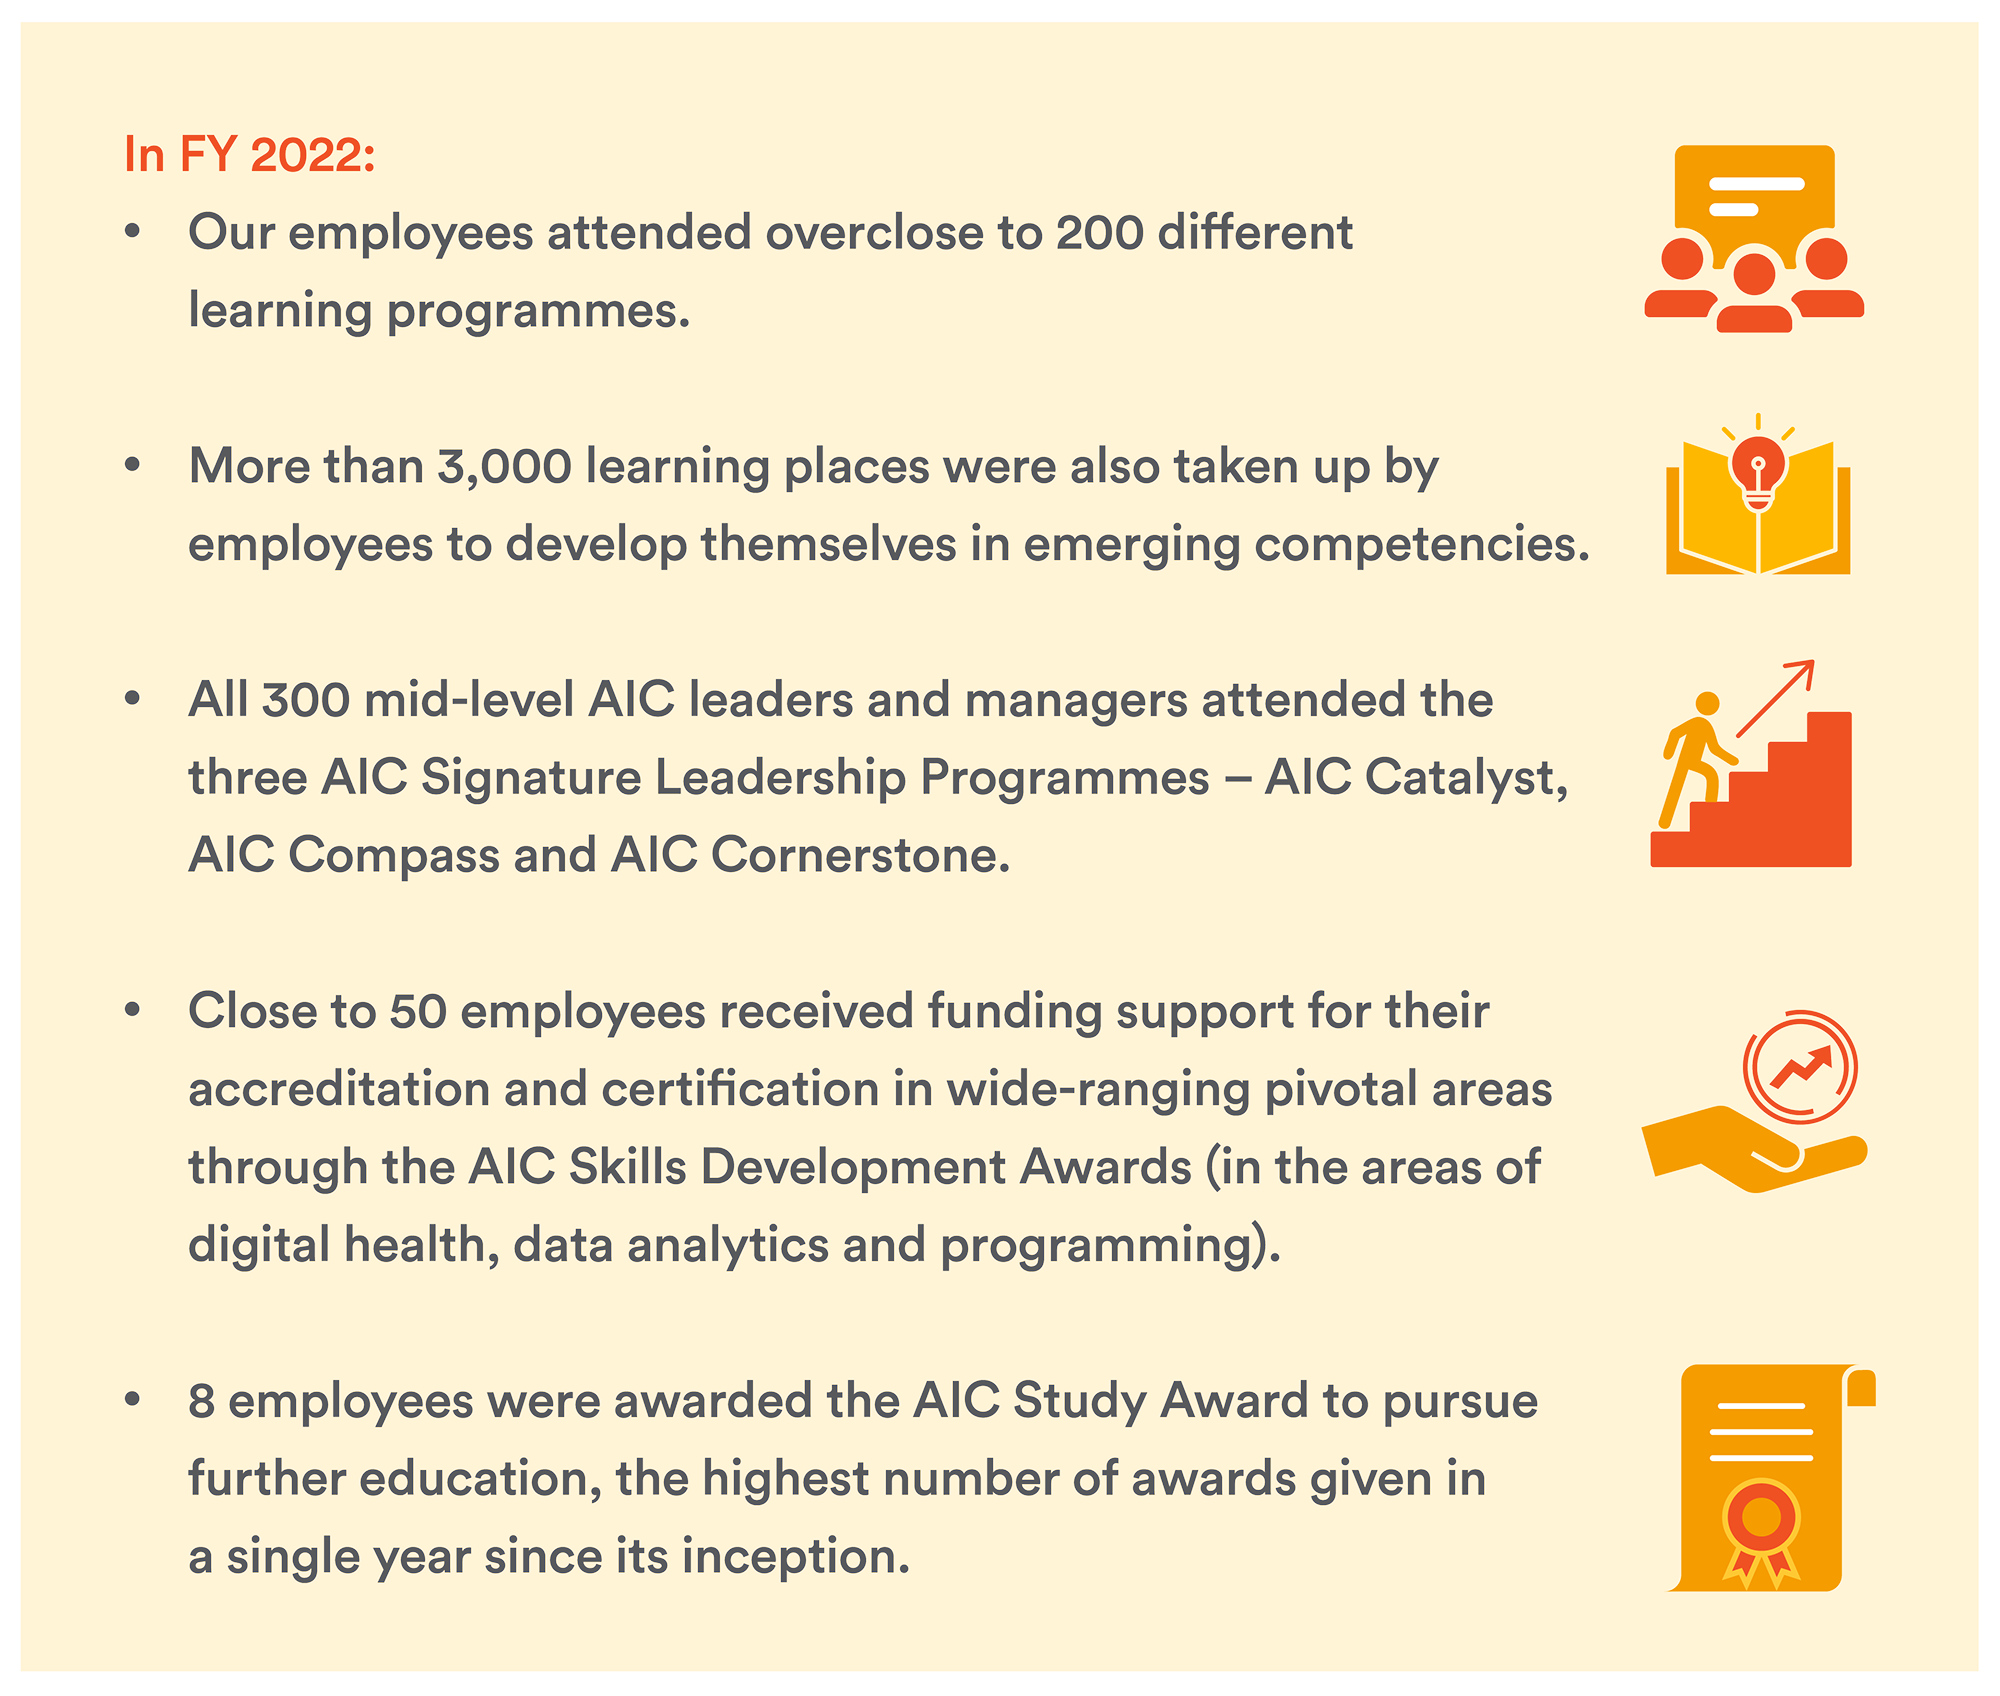 In FY 2022:
• Our employees attended overclose to 200 different
learning programmes.
• More than 3,000 learning places were also taken up by
employees to develop themselves in emerging competencies.
• All 300 mid-level AIC leaders and managers attended the
three AIC Signature Leadership Programmes – AIC Catalyst,
AIC Compass and AIC Cornerstone.
• Close to 50 employees received funding support for their
accreditation and certification in wide-ranging pivotal areas
through the AIC Skills Development Awards (in the areas of
digital health, data analytics and programming).
• 8 employees were awarded the AIC Study Award to pursue
further education, the highest number of awards given in
a single year since its inception.